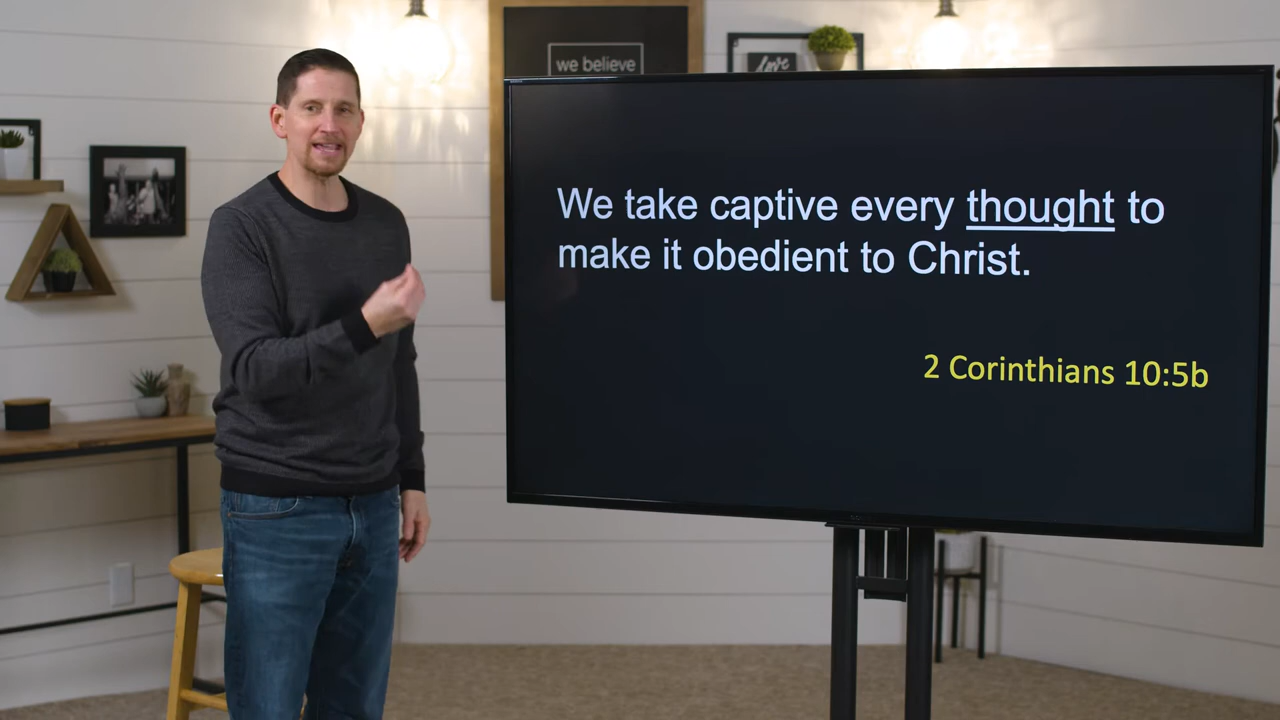 we believe
love
We take captive every thought to
make it obedient to Christ.
2 Corinthians 10:5b